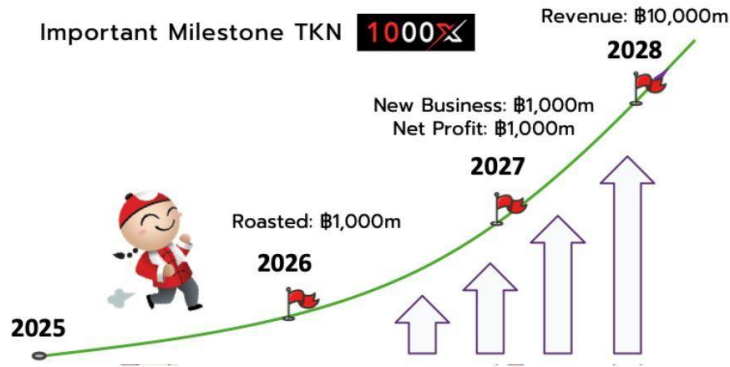 Important Milestone TKN 1000X
Revenue: ฿10,000m
2028
New Business: ฿1,000m
Net Profit: ฿1,000m
2027
Roasted: ฿1,000m
2026
2025